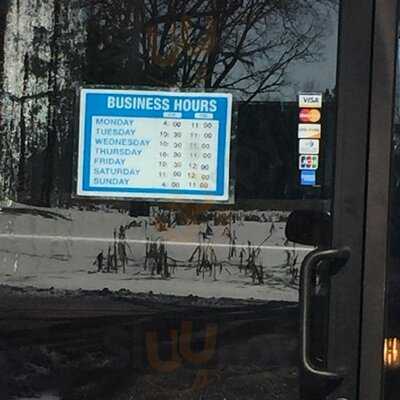 BUSINESS HOURS
MONDAY 4:00 11:00
TUESDAY 10:30 11:00
WEDNESDAY 10:30 11:00
THURSDAY 10:30 11:00
FRIDAY 10:30 12:00
SATURDAY 11:00 12:00
SUNDAY 4:00 11:00
VISA